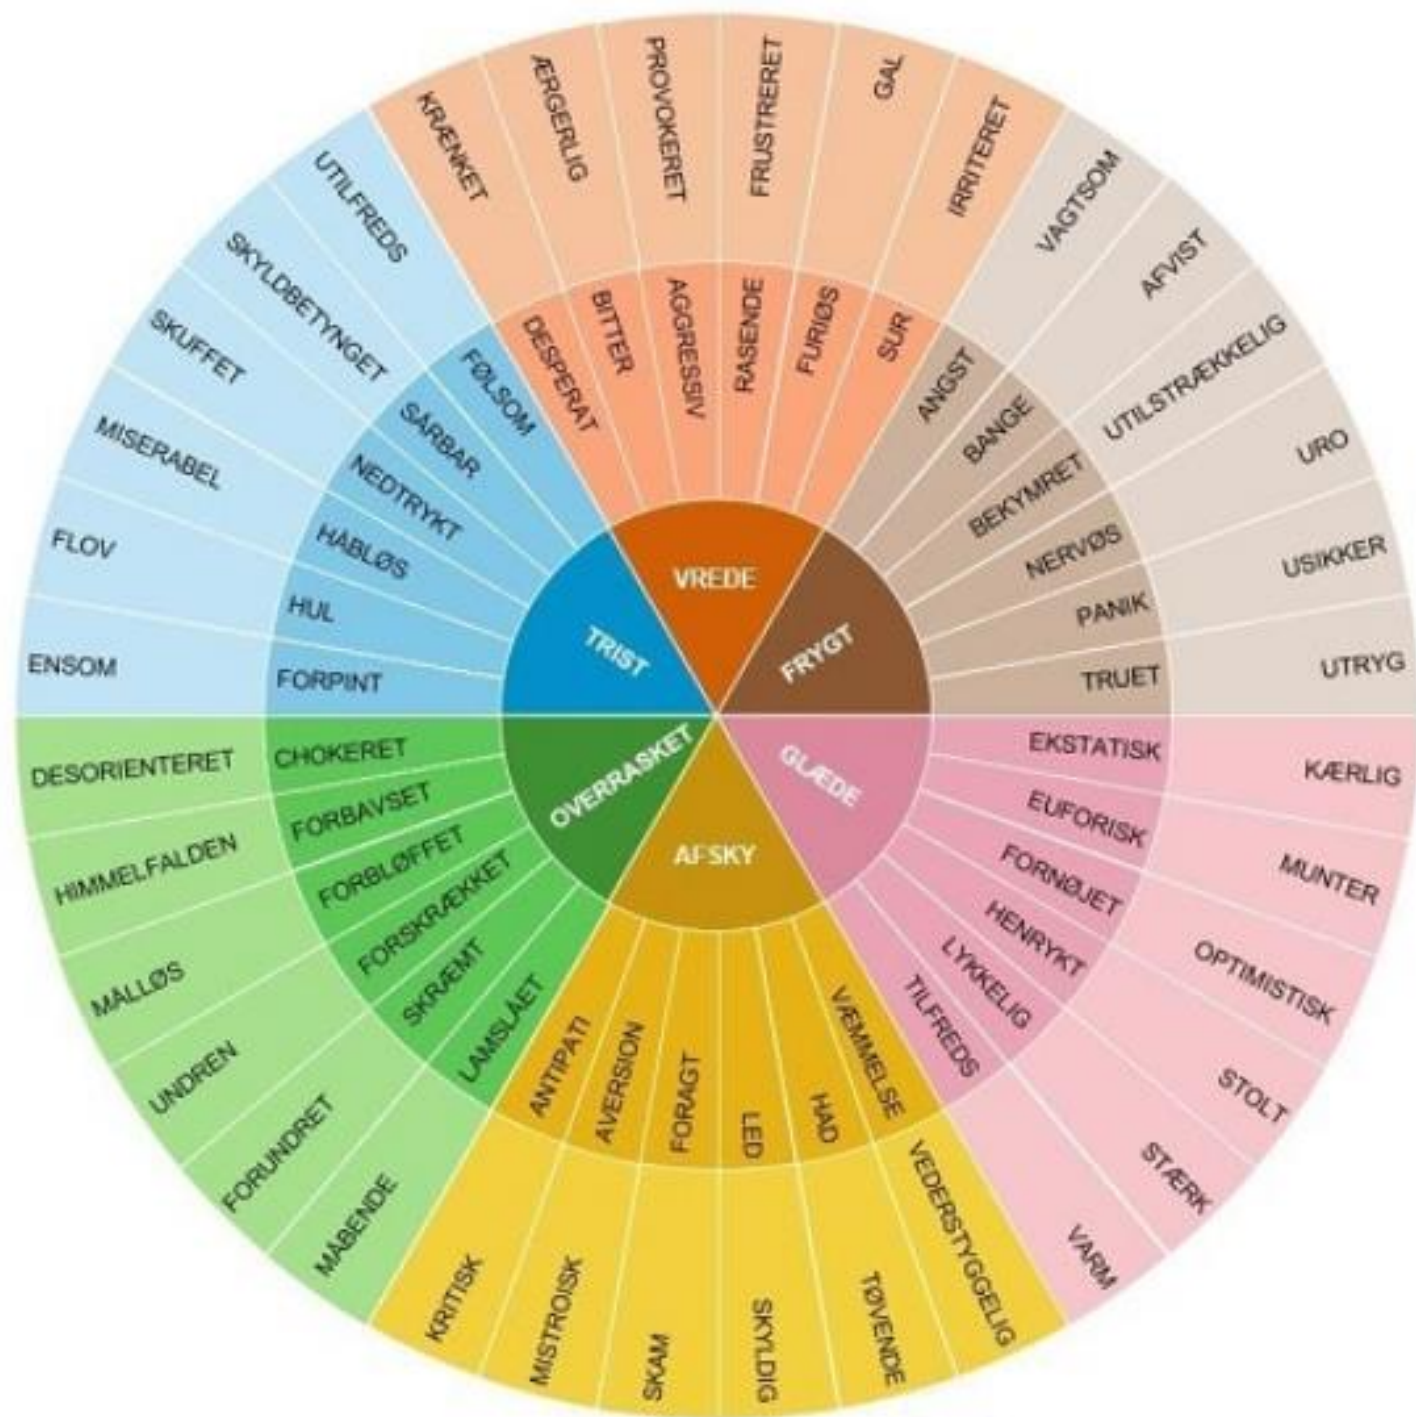 VREDE
KRÆNKET
ÆRGERLIG
PROVOKERET
FRUSTRERET
GAL
IRRITERET
DESPERAT
BITTER
AGGRESSIV
RASENDE
FURIØS
SUR
FRYGT
VAGTSOM
AFVIST
UTILSTRÆKKELIG
URO
USIKKER
UTRYG
ANGST
BANGE
BEKYMRET
NERVØS
PANIK
TRUET
GLÆDE
KÆRLIG
MUNTER
OPTIMISTISK
STOLT
STÆRK
VARM
EKSTATISK
EUFORISK
FORNØJET
HENRYKT
LYKKELIG
TILFREDS
AFSKY
VÆMMELSE
HAD
LED
FORAGT
AVERSION
ANTIPATI
VEDERSTYGGELIG
TØVENDE
SKYLDIG
SKAM
MISTROISK
KRITISK
OVERRASKET
LAMSLÅET
SKRÆMT
FORSKRÆKKET
FORBLØFFET
FORBAVSET
CHOKERET
MÅBENDE
FORUNDRET
UNDREN
MÅLLØS
HIMMELFALDEN
DESORIENTERET
TRIST
FORPINT
HUL
HÅBLØS
NEDTRYKT
SÅRBAR
FØLSOM
ENSOM
FLOV
MISERABEL
SKUFFET
SKYLDBETYNGET
UTILFREDS